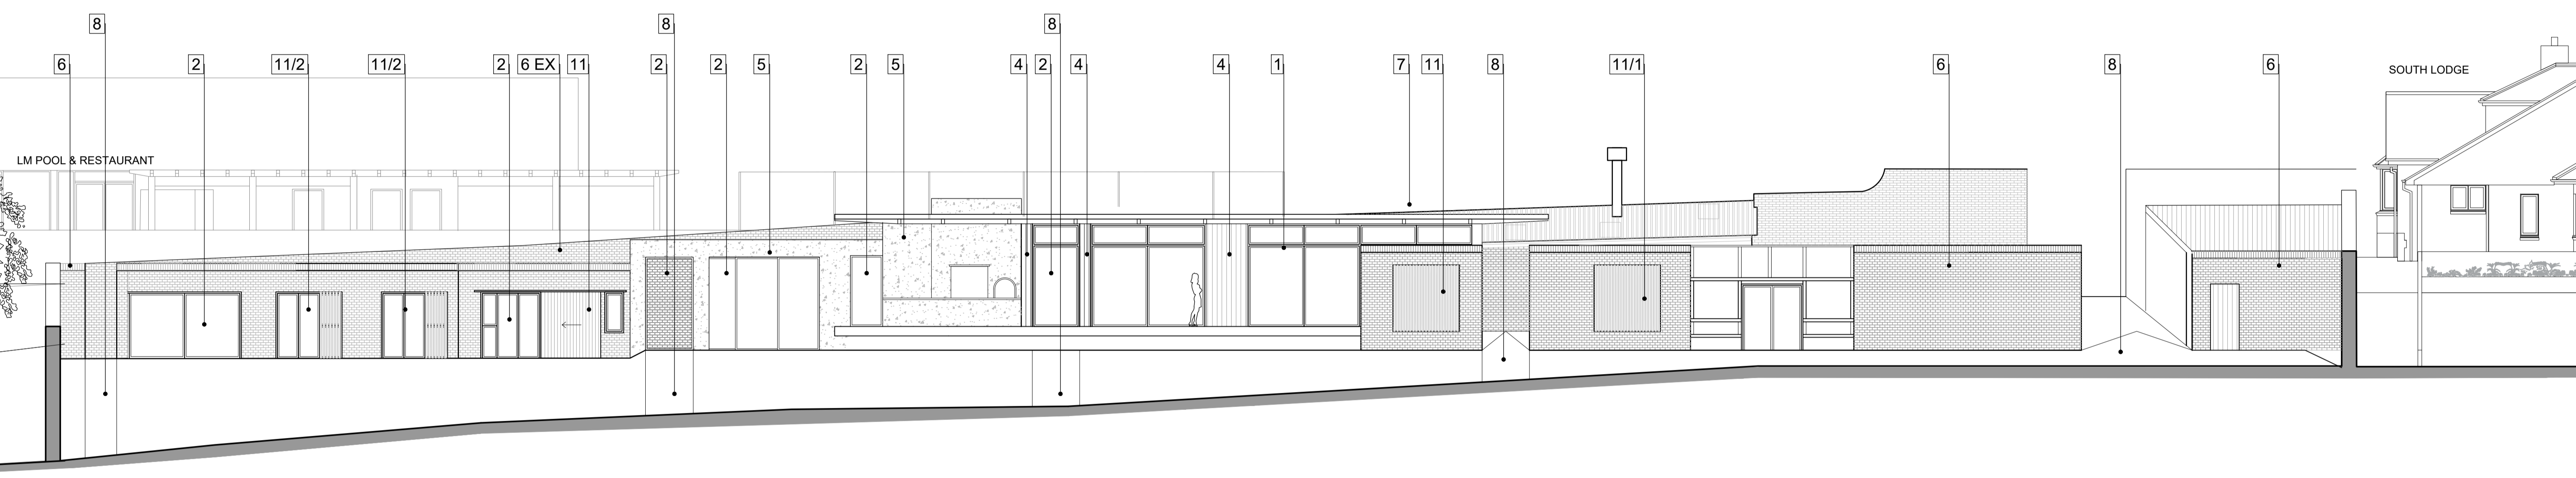 8 8 8
6 2 11/2 11/2 2 6 EX 11 2 2 5 2 5 4 2 4 4 1 7 11 8 11/1 6 8 6
SOUTH LODGE
LM POOL & RESTAURANT